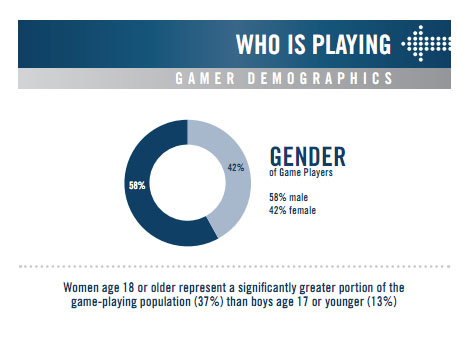 WHO IS PLAYING
GAMER DEMOGRAPHICS
42%
58%
GENDER
of Game Players
58% male
42% female
Women age 18 or older represent a significantly greater portion of the
game-playing population (37%) than boys age 17 or younger (13%)